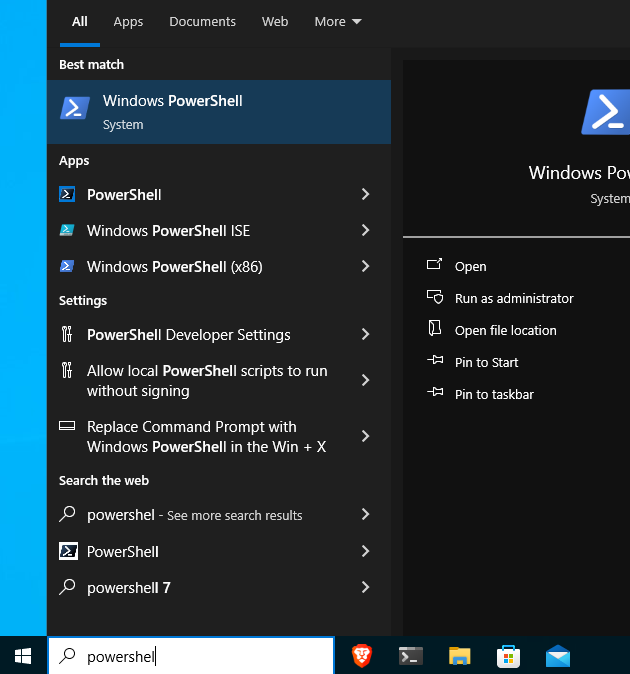 All Apps Documents Web More
Best match
Windows PowerShell
System
Apps
PowerShell
Windows PowerShell ISE
Windows PowerShell (x86)
Settings
PowerShell Developer Settings
Allow local PowerShell scripts to run
without signing
Replace Command Prompt with
Windows PowerShell in the Win + X
Search the web
powershel - See more search results
PowerShell
powershell 7
powershel
Windows Pow
System
Open
Run as administrator
Open file location
Pin to Start
Pin to taskbar